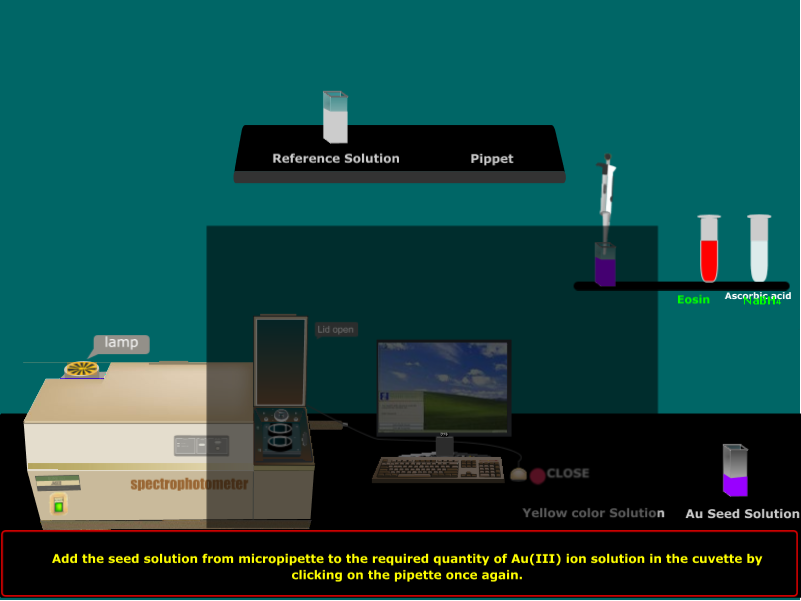 Reference Solution
Pippet
Eosin
Ascorbic acid
Lid open
lamp
CLOSE
spectrophotometer
Yellow color Solution
Au Seed Solution
Add the seed solution from micropipette to the required quantity of Au(III) ion solution in the cuvette by
clicking on the pipette once again.